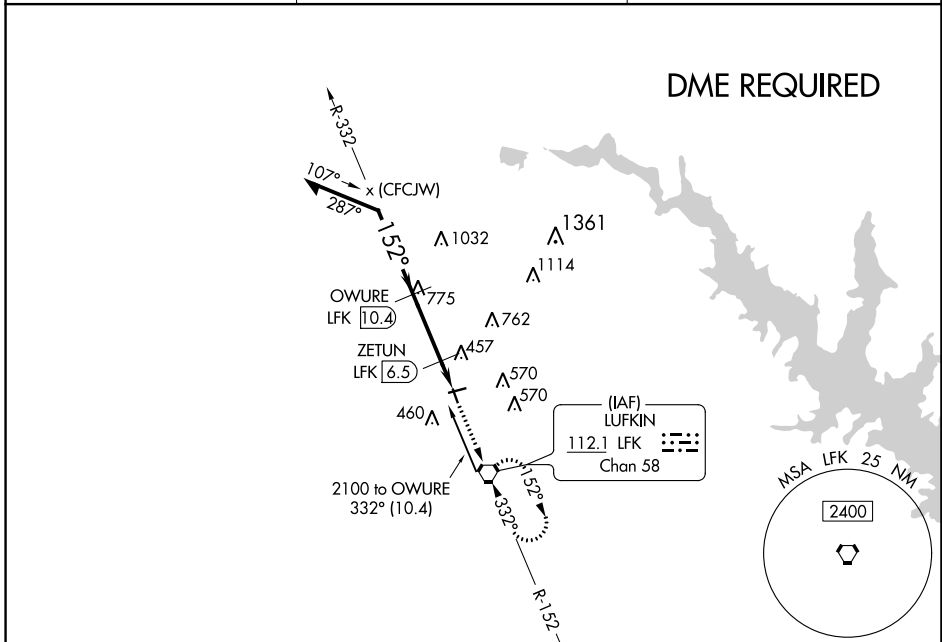 DME REQUIRED
R-332
107°
(CFCJW)
287°
152°
1032
1361
1114
OWURE
LFK 10.4
775
762
ZETUN
LFK 6.5
457
570
570
460
(IAF)
LUFKIN
112.1 LFK
Chan 58
2100 to OWURE
332° (10.4)
152°
332°
R-152
MSA LFK 25 NM
2400